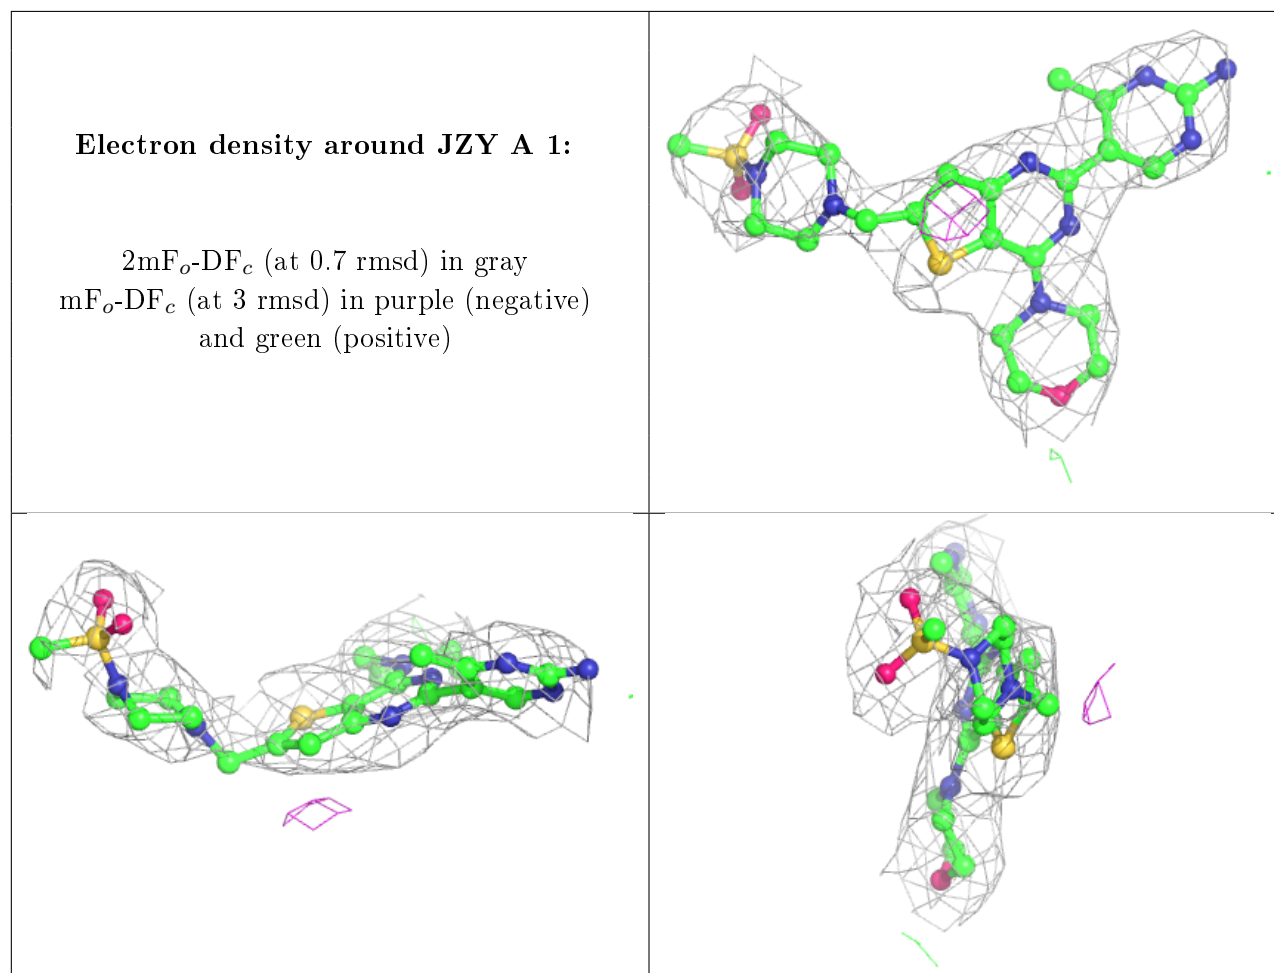 Electron density around JZY A 1:
2mFo-DFc (at 0.7 rmsd) in gray
mFo-DFc (at 3 rmsd) in purple (negative)
and green (positive)